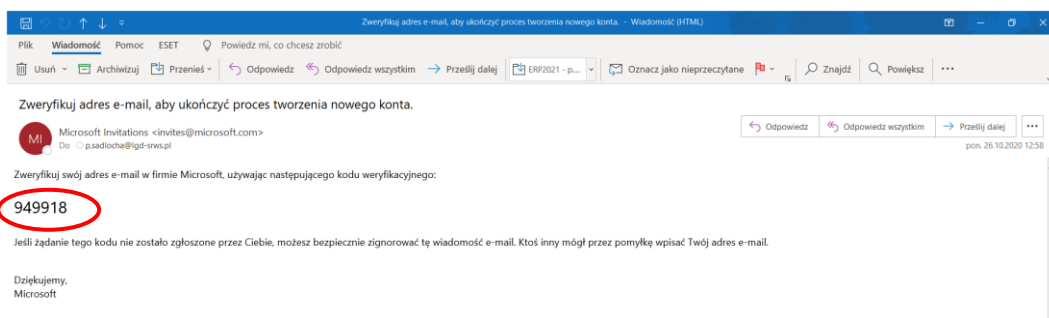 Zweryfikuj adres e-mail, aby ukończyć proces tworzenia nowego konta. - Wiadomość (HTML)
Plik Wiadomość Pomoc ESET Powiedz mi, co chcesz zrobić
Usuń Archiwizuj Przenieś Odpowiedz Odpowiedz wszystkim Prześlij dalej ERP2021 - p... Oznacz jako nieprzeczytane Znajdź Powiększ ...
Zweryfikuj adres e-mail, aby ukończyć proces tworzenia nowego konta.
MI
Microsoft Invitations <invites@microsoft.com>
Do p.sadlocha@lgd-srws.pl
Odpowiedz Odpowiedz wszystkim Prześlij dalej ...
pon. 26.10.2020 12:58
Zweryfikuj swój adres e-mail w firmie Microsoft, używając następującego kodu weryfikacyjnego:
949918
Jeśli żądanie tego kodu nie zostało zgłoszone przez Ciebie, możesz bezpiecznie zignorować tę wiadomość e-mail. Ktoś inny mógł przez pomyłkę wpisać Twój adres e-mail.
Dziękujemy,
Microsoft